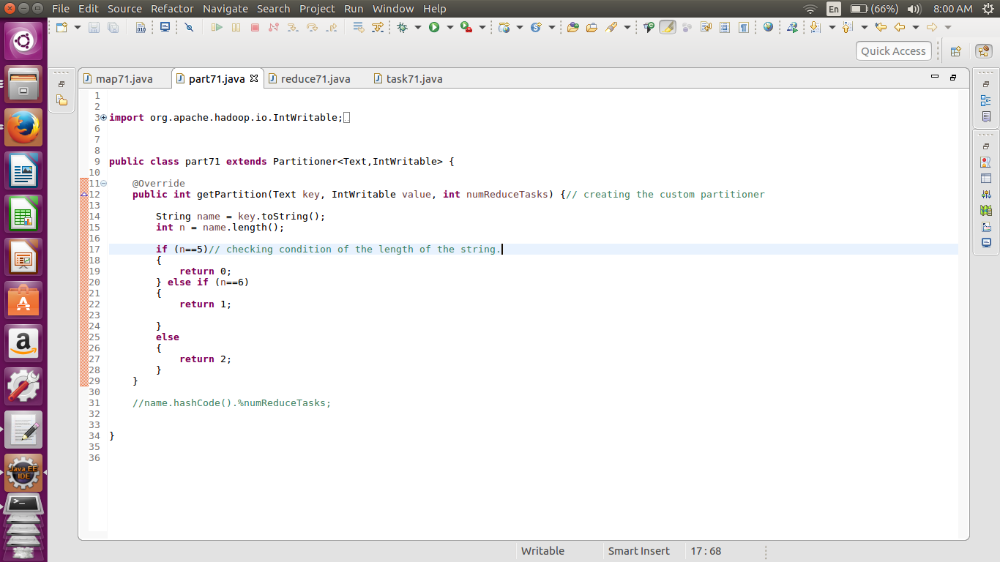 File Edit Source Refactor Navigate Search Project Run Window Help
En (66%) 8:00 AM
Quick Access
map71.java part71.java reduce71.java task71.java
1
2
3 import org.apache.hadoop.io.IntWritable;
6
7
8
9 public class part71 extends Partitioner<Text,IntWritable> {
10
11 @Override
12 public int getPartition(Text key, IntWritable value, int numReduceTasks) {// creating the custom partitioner
13
14 String name = key.toString();
15 int n = name.length();
16
17 if (n==5)// checking condition of the length of the string.
18 {
19 return 0;
20 } else if (n==6)
21 {
22 return 1;
23
24 }
25 else
26 {
27 return 2;
28 }
29 }
30
31 //name.hashCode().%numReduceTasks;
32
33
34 }
35
36
Java EE
IDE
Writable Smart Insert 17 : 68